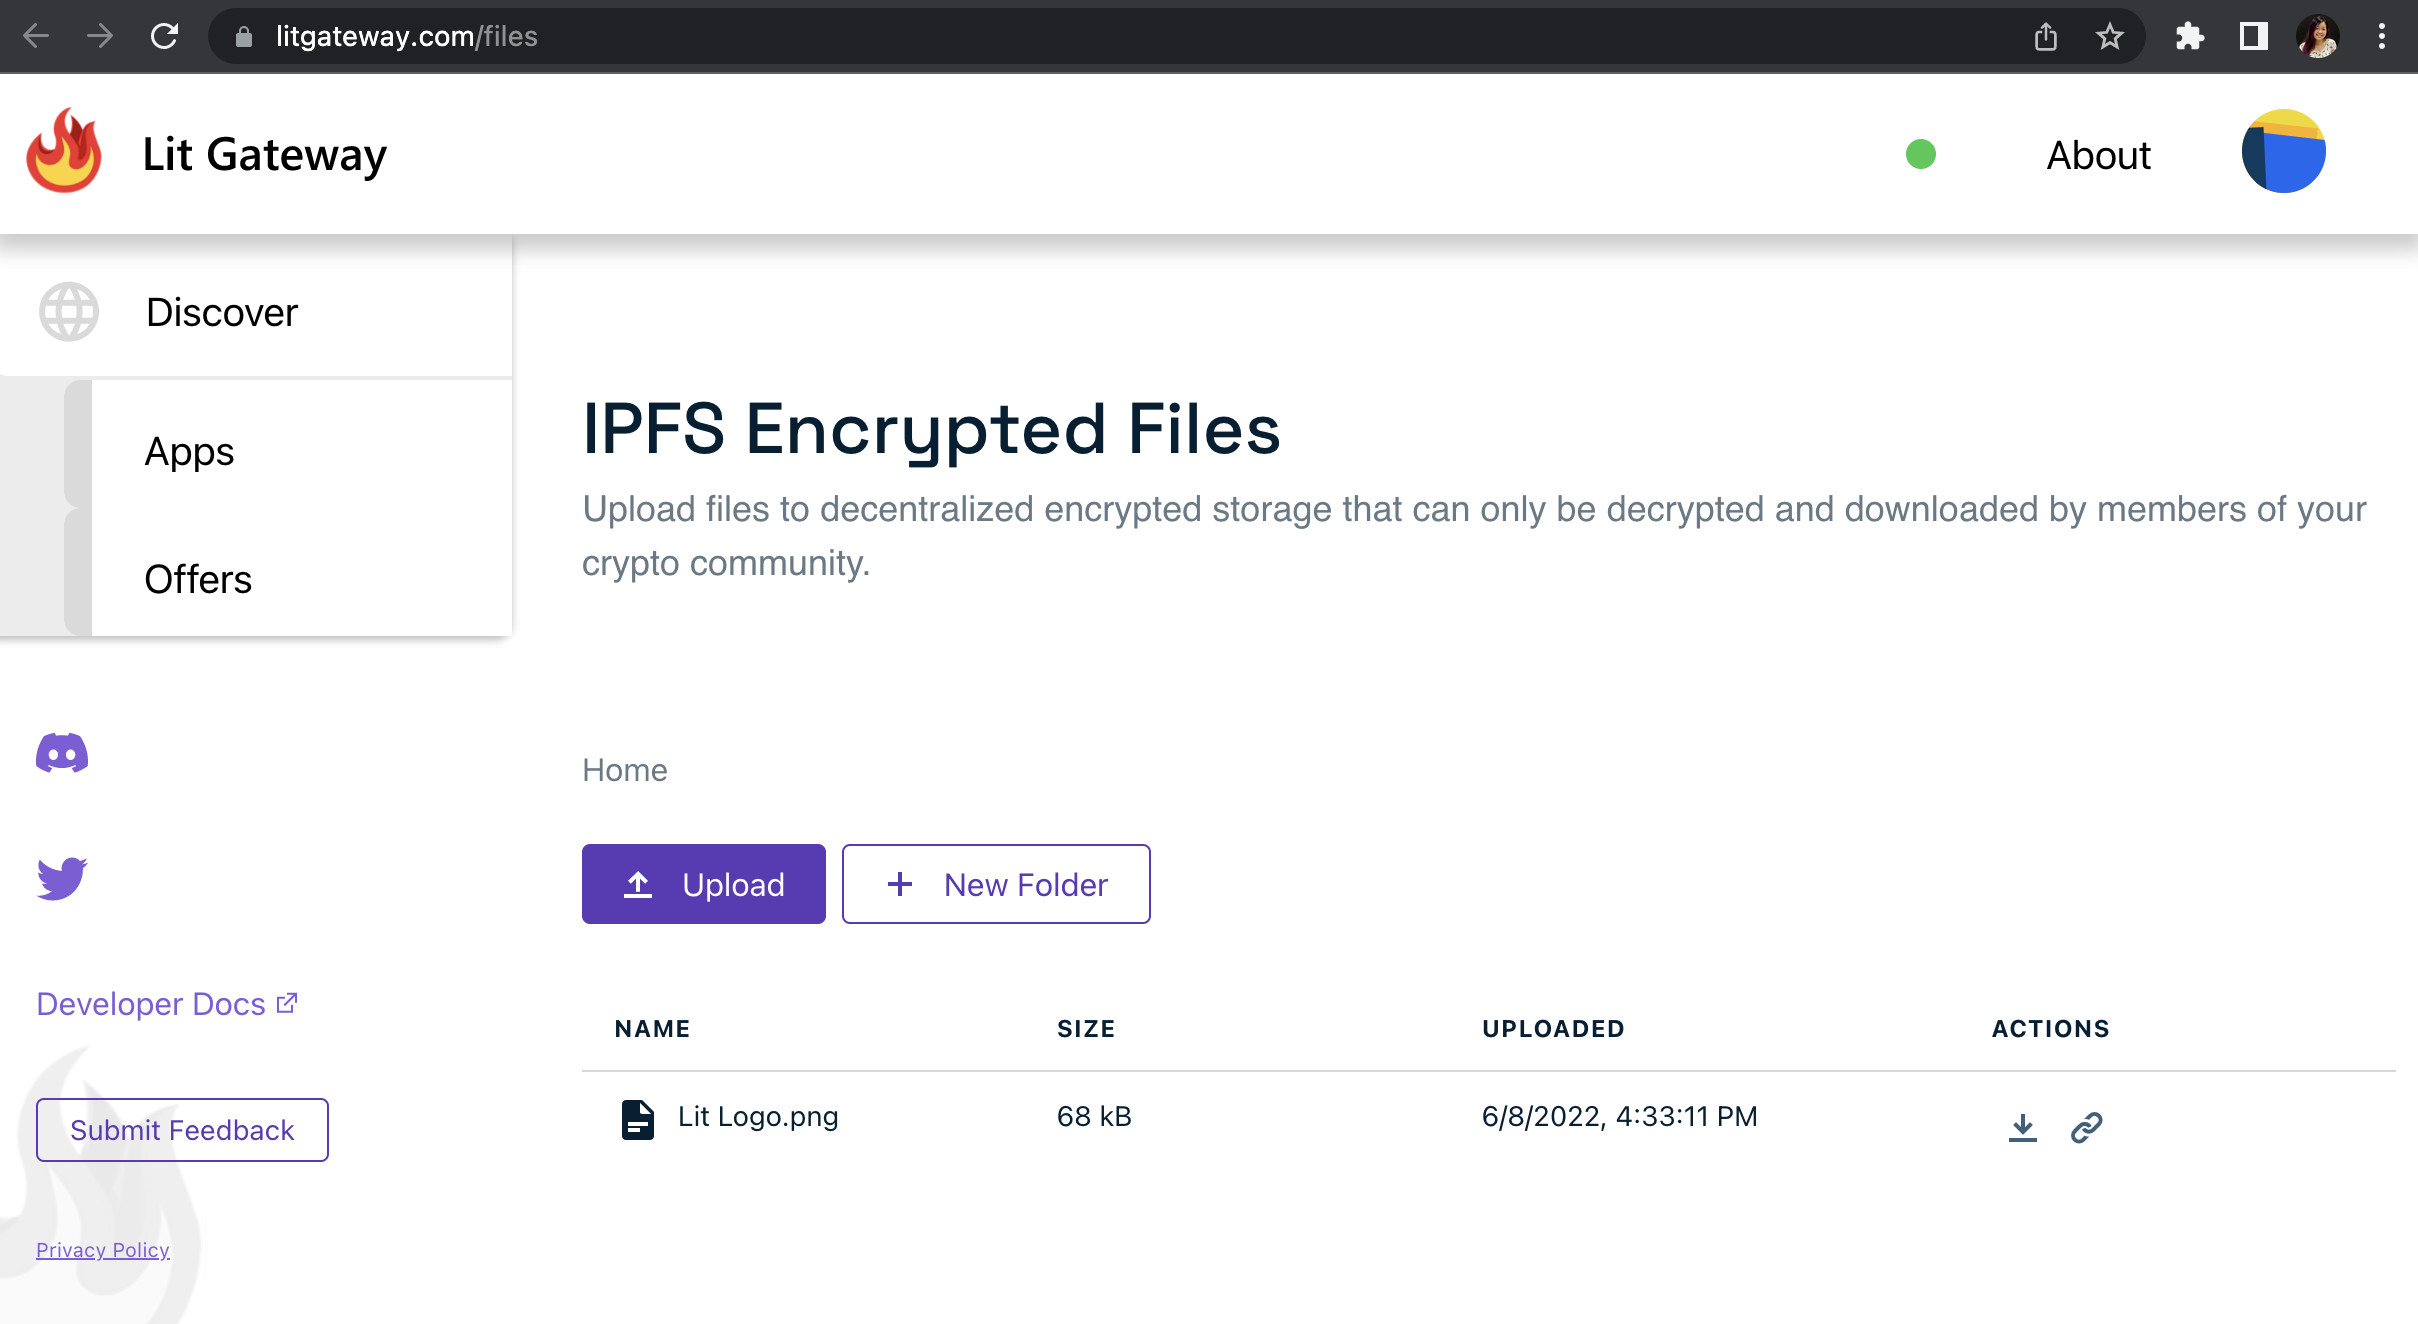 litgateway.com/files
Lit Gateway
About
Discover
Apps
Offers
IPFS Encrypted Files
Upload files to decentralized encrypted storage that can only be decrypted and downloaded by members of your
crypto community.
Home
Upload
New Folder
NAME SIZE UPLOADED ACTIONS
Lit Logo.png 68 kB 6/8/2022, 4:33:11 PM
Developer Docs
Submit Feedback
Privacy Policy